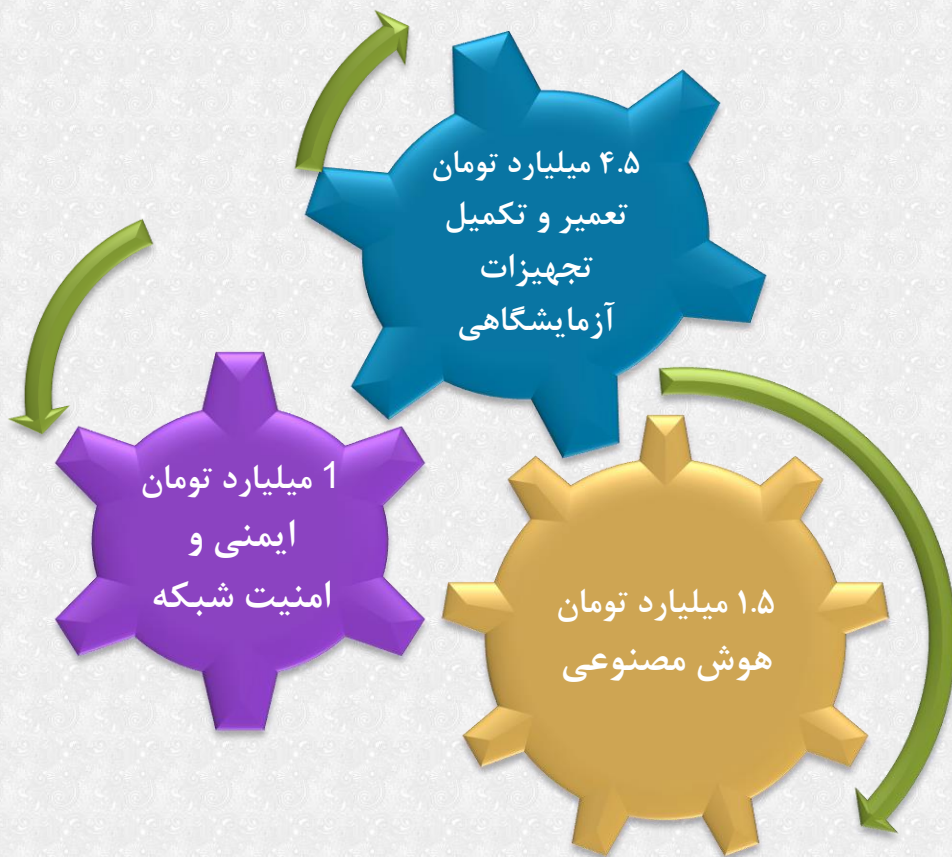 ۴.۵ میلیارد تومان
تعمیر و تکمیل
تجهیزات
آزمایشگاهی
1 میلیارد تومان
ایمنی و
امنیت شبکه
۱.۵ میلیارد تومان
هوش مصنوعی